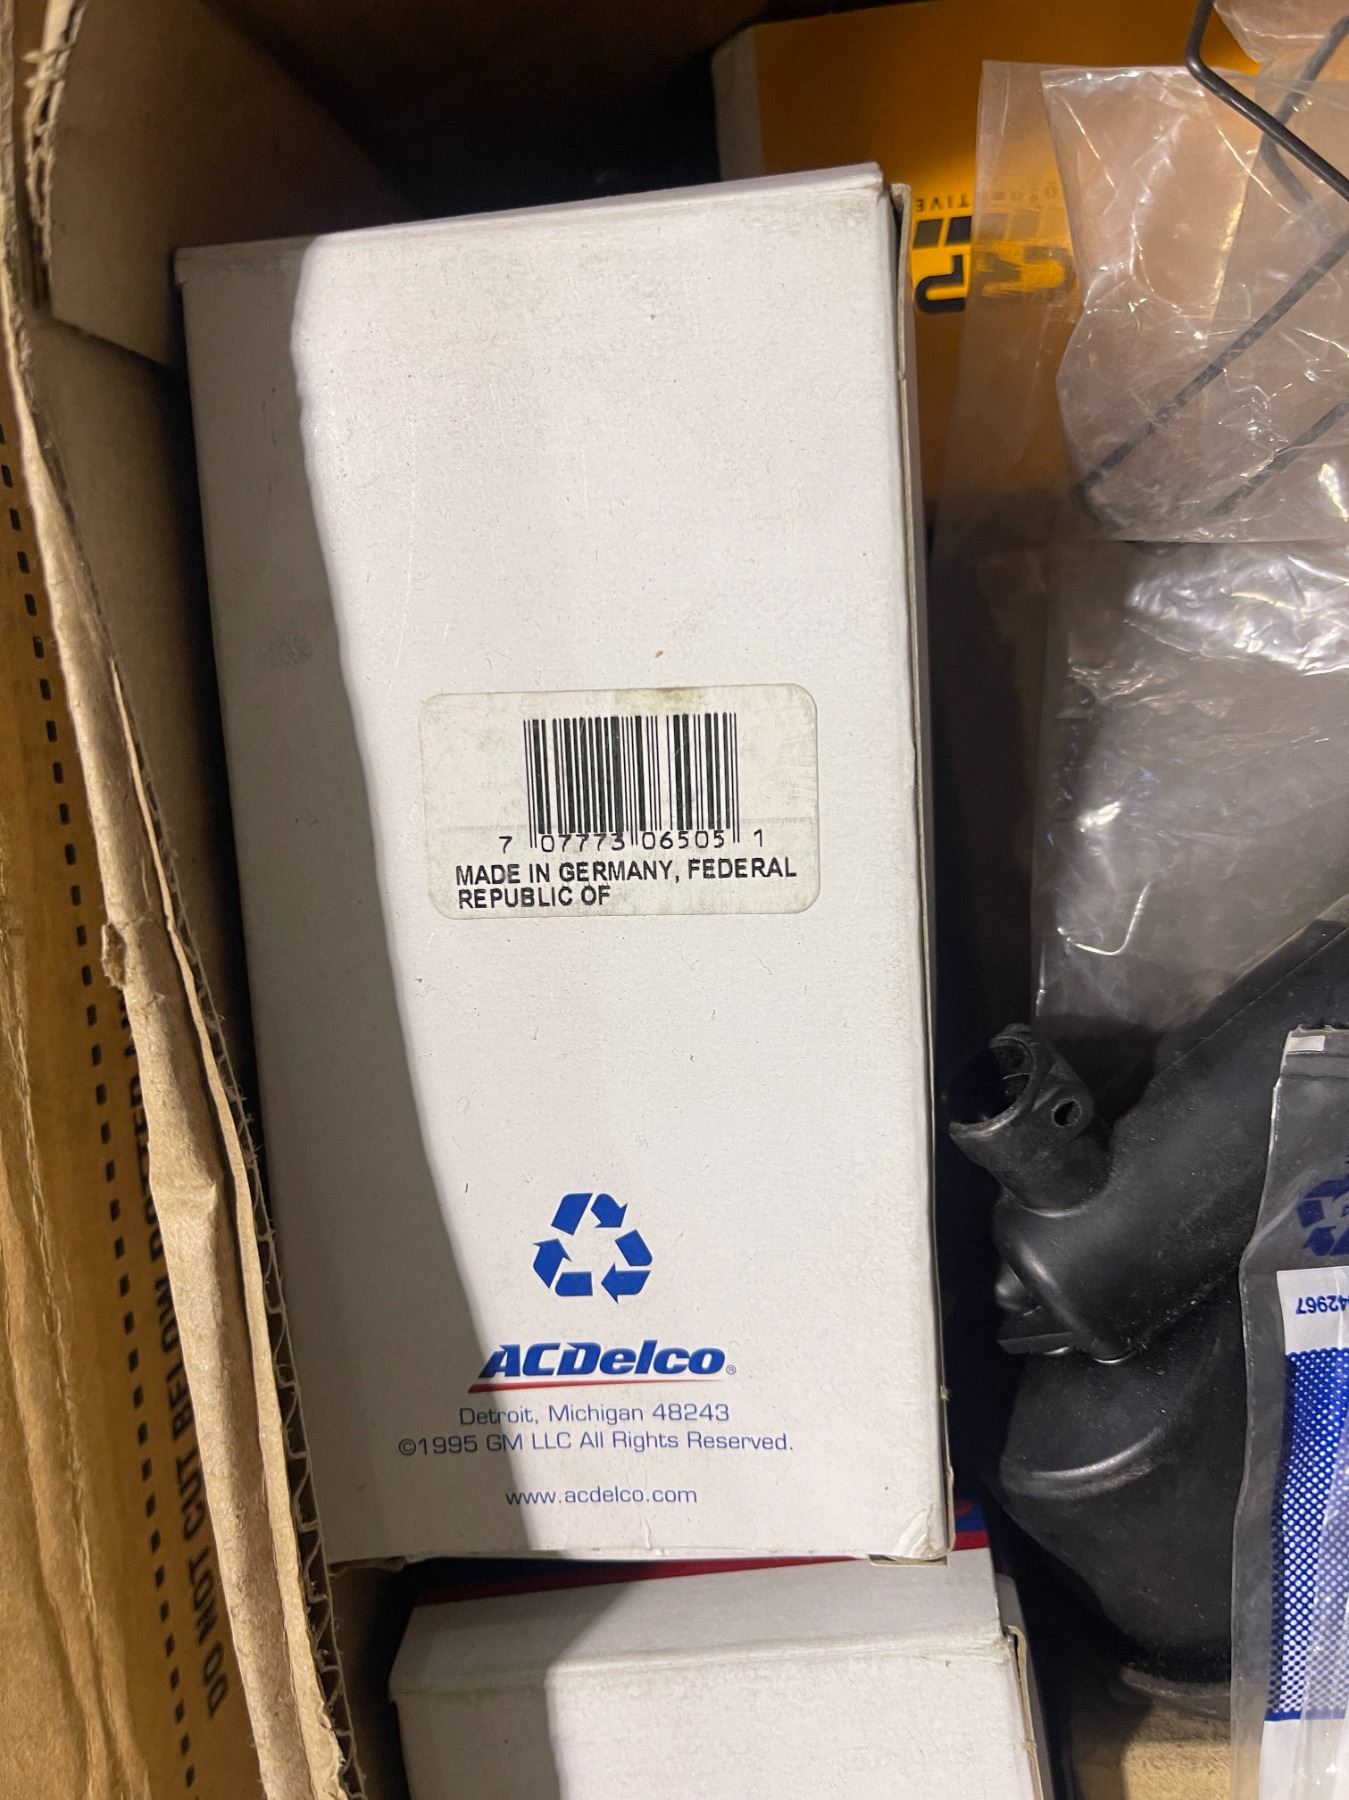 7 07773 06505 1
MADE IN GERMANY, FEDERAL
REPUBLIC OF
ACDelco®
Detroit, Michigan 48243
©1995 GM LLC All Rights Reserved.
www.acdelco.com
DO NOT CUT BELOW DOTTED
42967